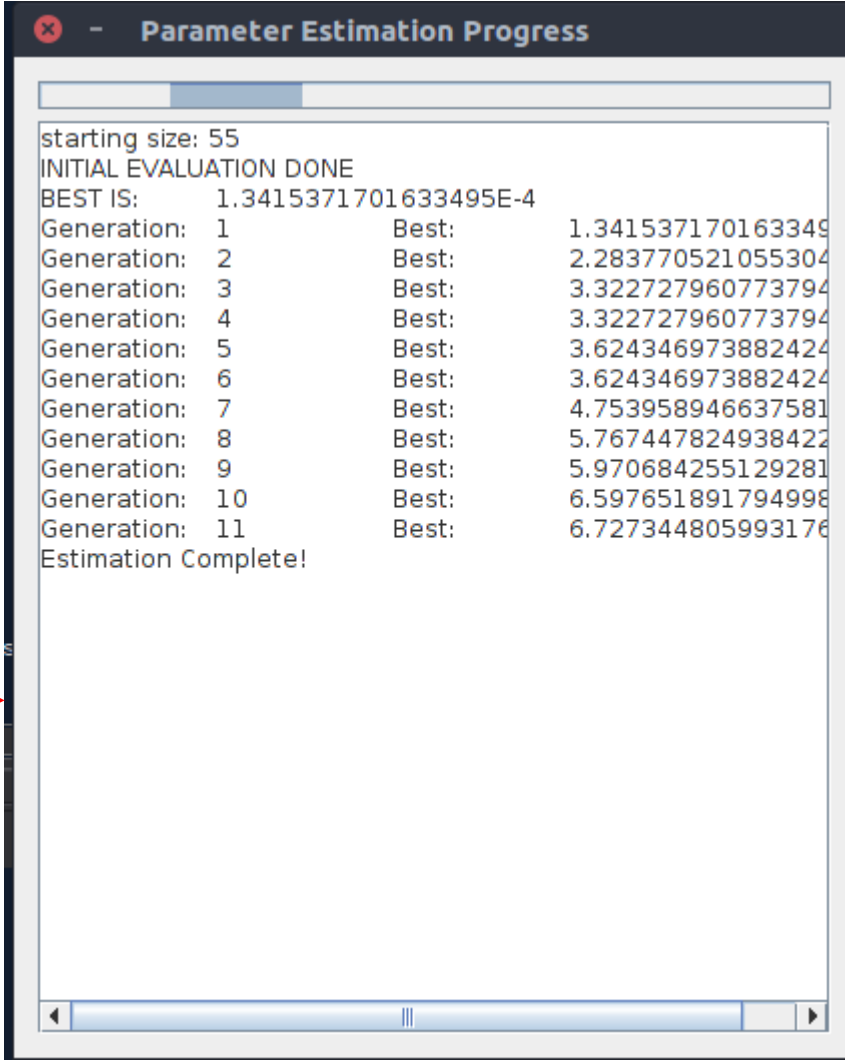 Parameter Estimation Progress
starting size: 55
INITIAL EVALUATION DONE
BEST IS: 1.3415371701633495E-4
Generation: 1 Best: 1.341537170163349
Generation: 2 Best: 2.283770521055304
Generation: 3 Best: 3.322727960773794
Generation: 4 Best: 3.322727960773794
Generation: 5 Best: 3.624346973882424
Generation: 6 Best: 3.624346973882424
Generation: 7 Best: 4.753958946637581
Generation: 8 Best: 5.767447824938422
Generation: 9 Best: 5.970684255129281
Generation: 10 Best: 6.597651891794998
Generation: 11 Best: 6.727344805993176
Estimation Complete!